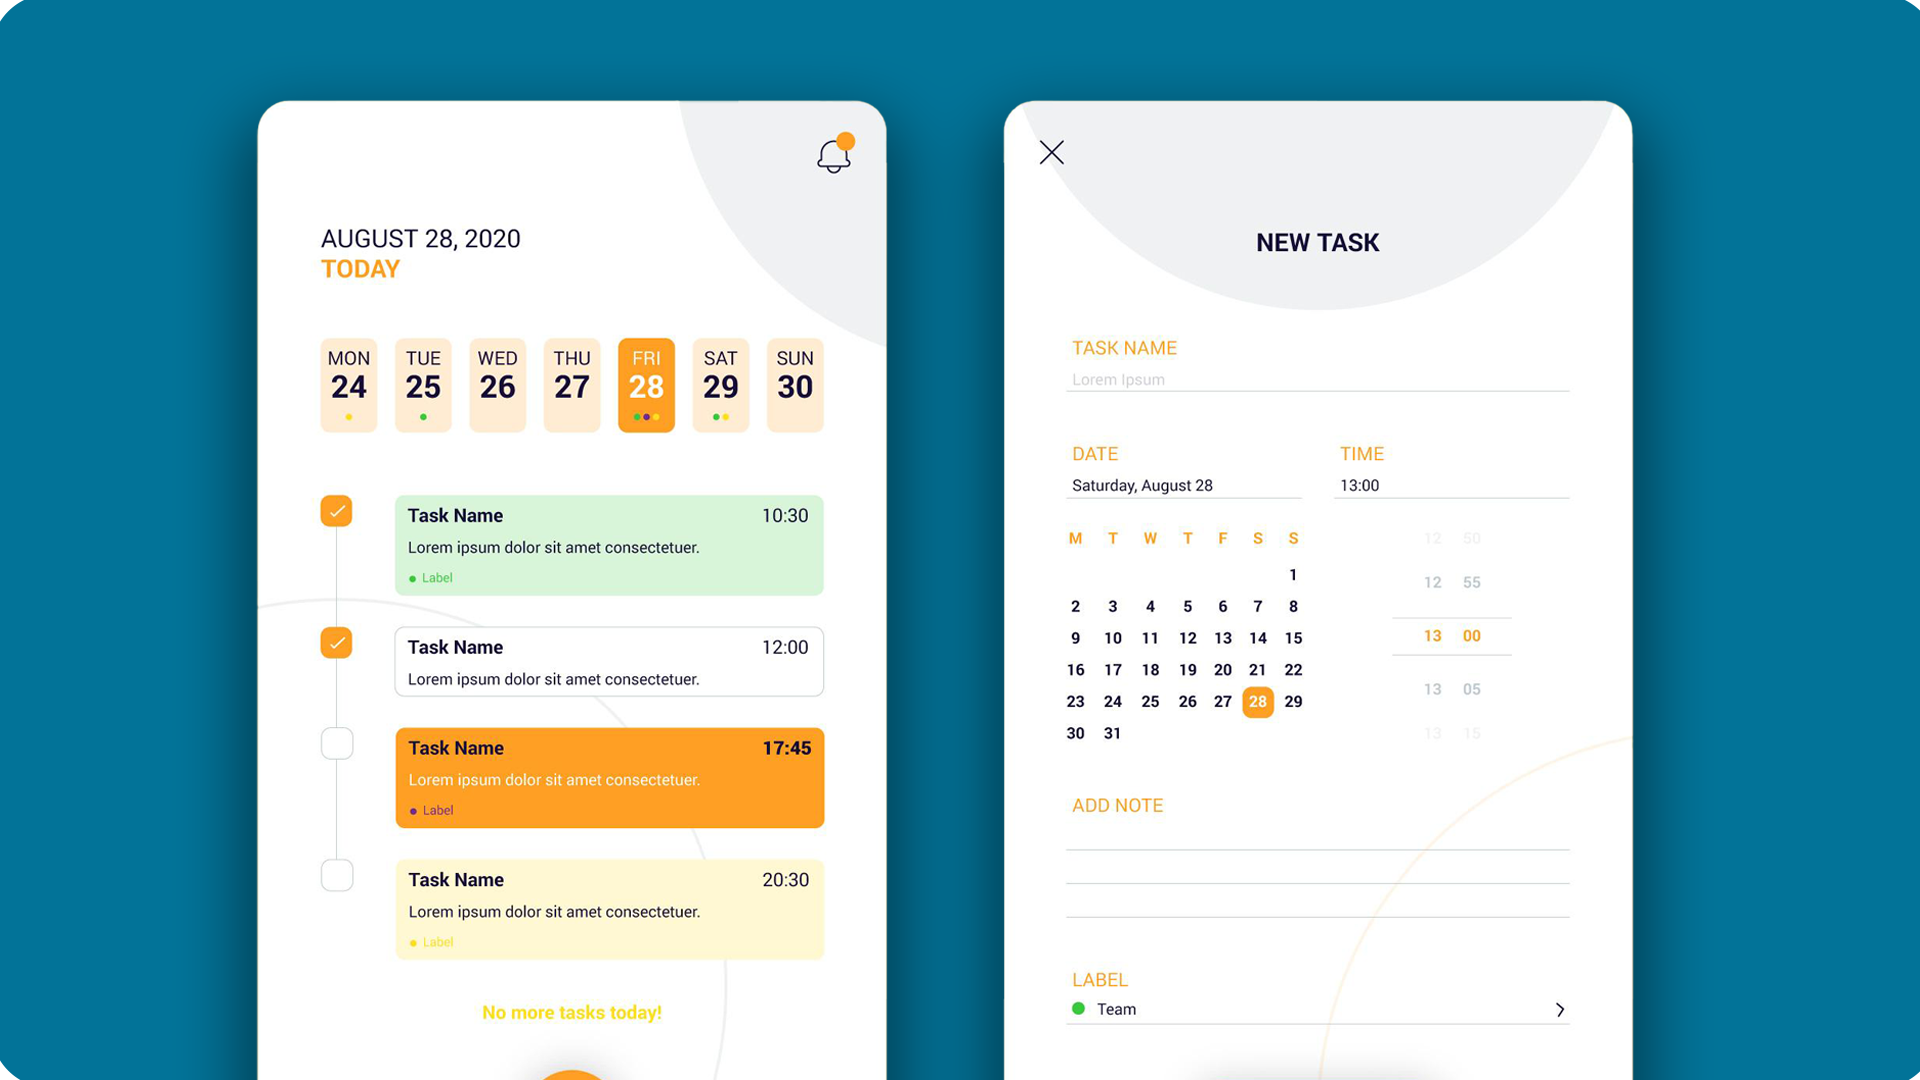 AUGUST 28, 2020
TODAY
MON TUE WED THU FRI SAT SUN
24 25 26 27 28 29 30
Task Name 10:30
Lorem ipsum dolor sit amet consectetuer.
Label
Task Name 12:00
Lorem ipsum dolor sit amet consectetuer.
Task Name 17:45
Lorem ipsum dolor sit amet consectetuer.
Label
Task Name 20:30
Lorem ipsum dolor sit amet consectetuer.
Label
No more tasks today!
NEW TASK
TASK NAME
Lorem Ipsum
DATE
Saturday, August 28
M T W T F S S
1
2 3 4 5 6 7 8
9 10 11 12 13 14 15
16 17 18 19 20 21 22
23 24 25 26 27 28 29
30 31
TIME
13:00
12 50
12 55
13 00
13 05
13 15
ADD NOTE
LABEL
Team